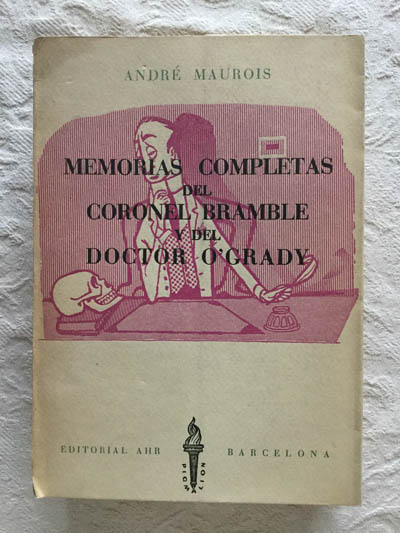 ANDRÉ MAUROIS
MEMORIAS COMPLETAS
DEL
CORONEL BRAMBLE
Y DEL
DOCTOR O'GRADY
EDITORIAL AHR
BARCELONA